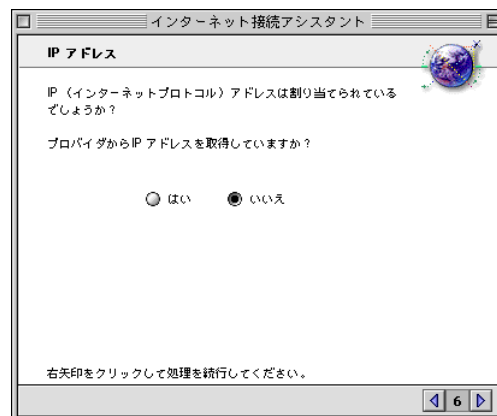 インターネット接続アシスタント
IP アドレス
IP （インターネットプロトコル）アドレスは割り当てられている
でしょうか？
プロバイダからIP アドレスを取得していますか？
はい いいえ
右矢印をクリックして処理を続行してください。
6